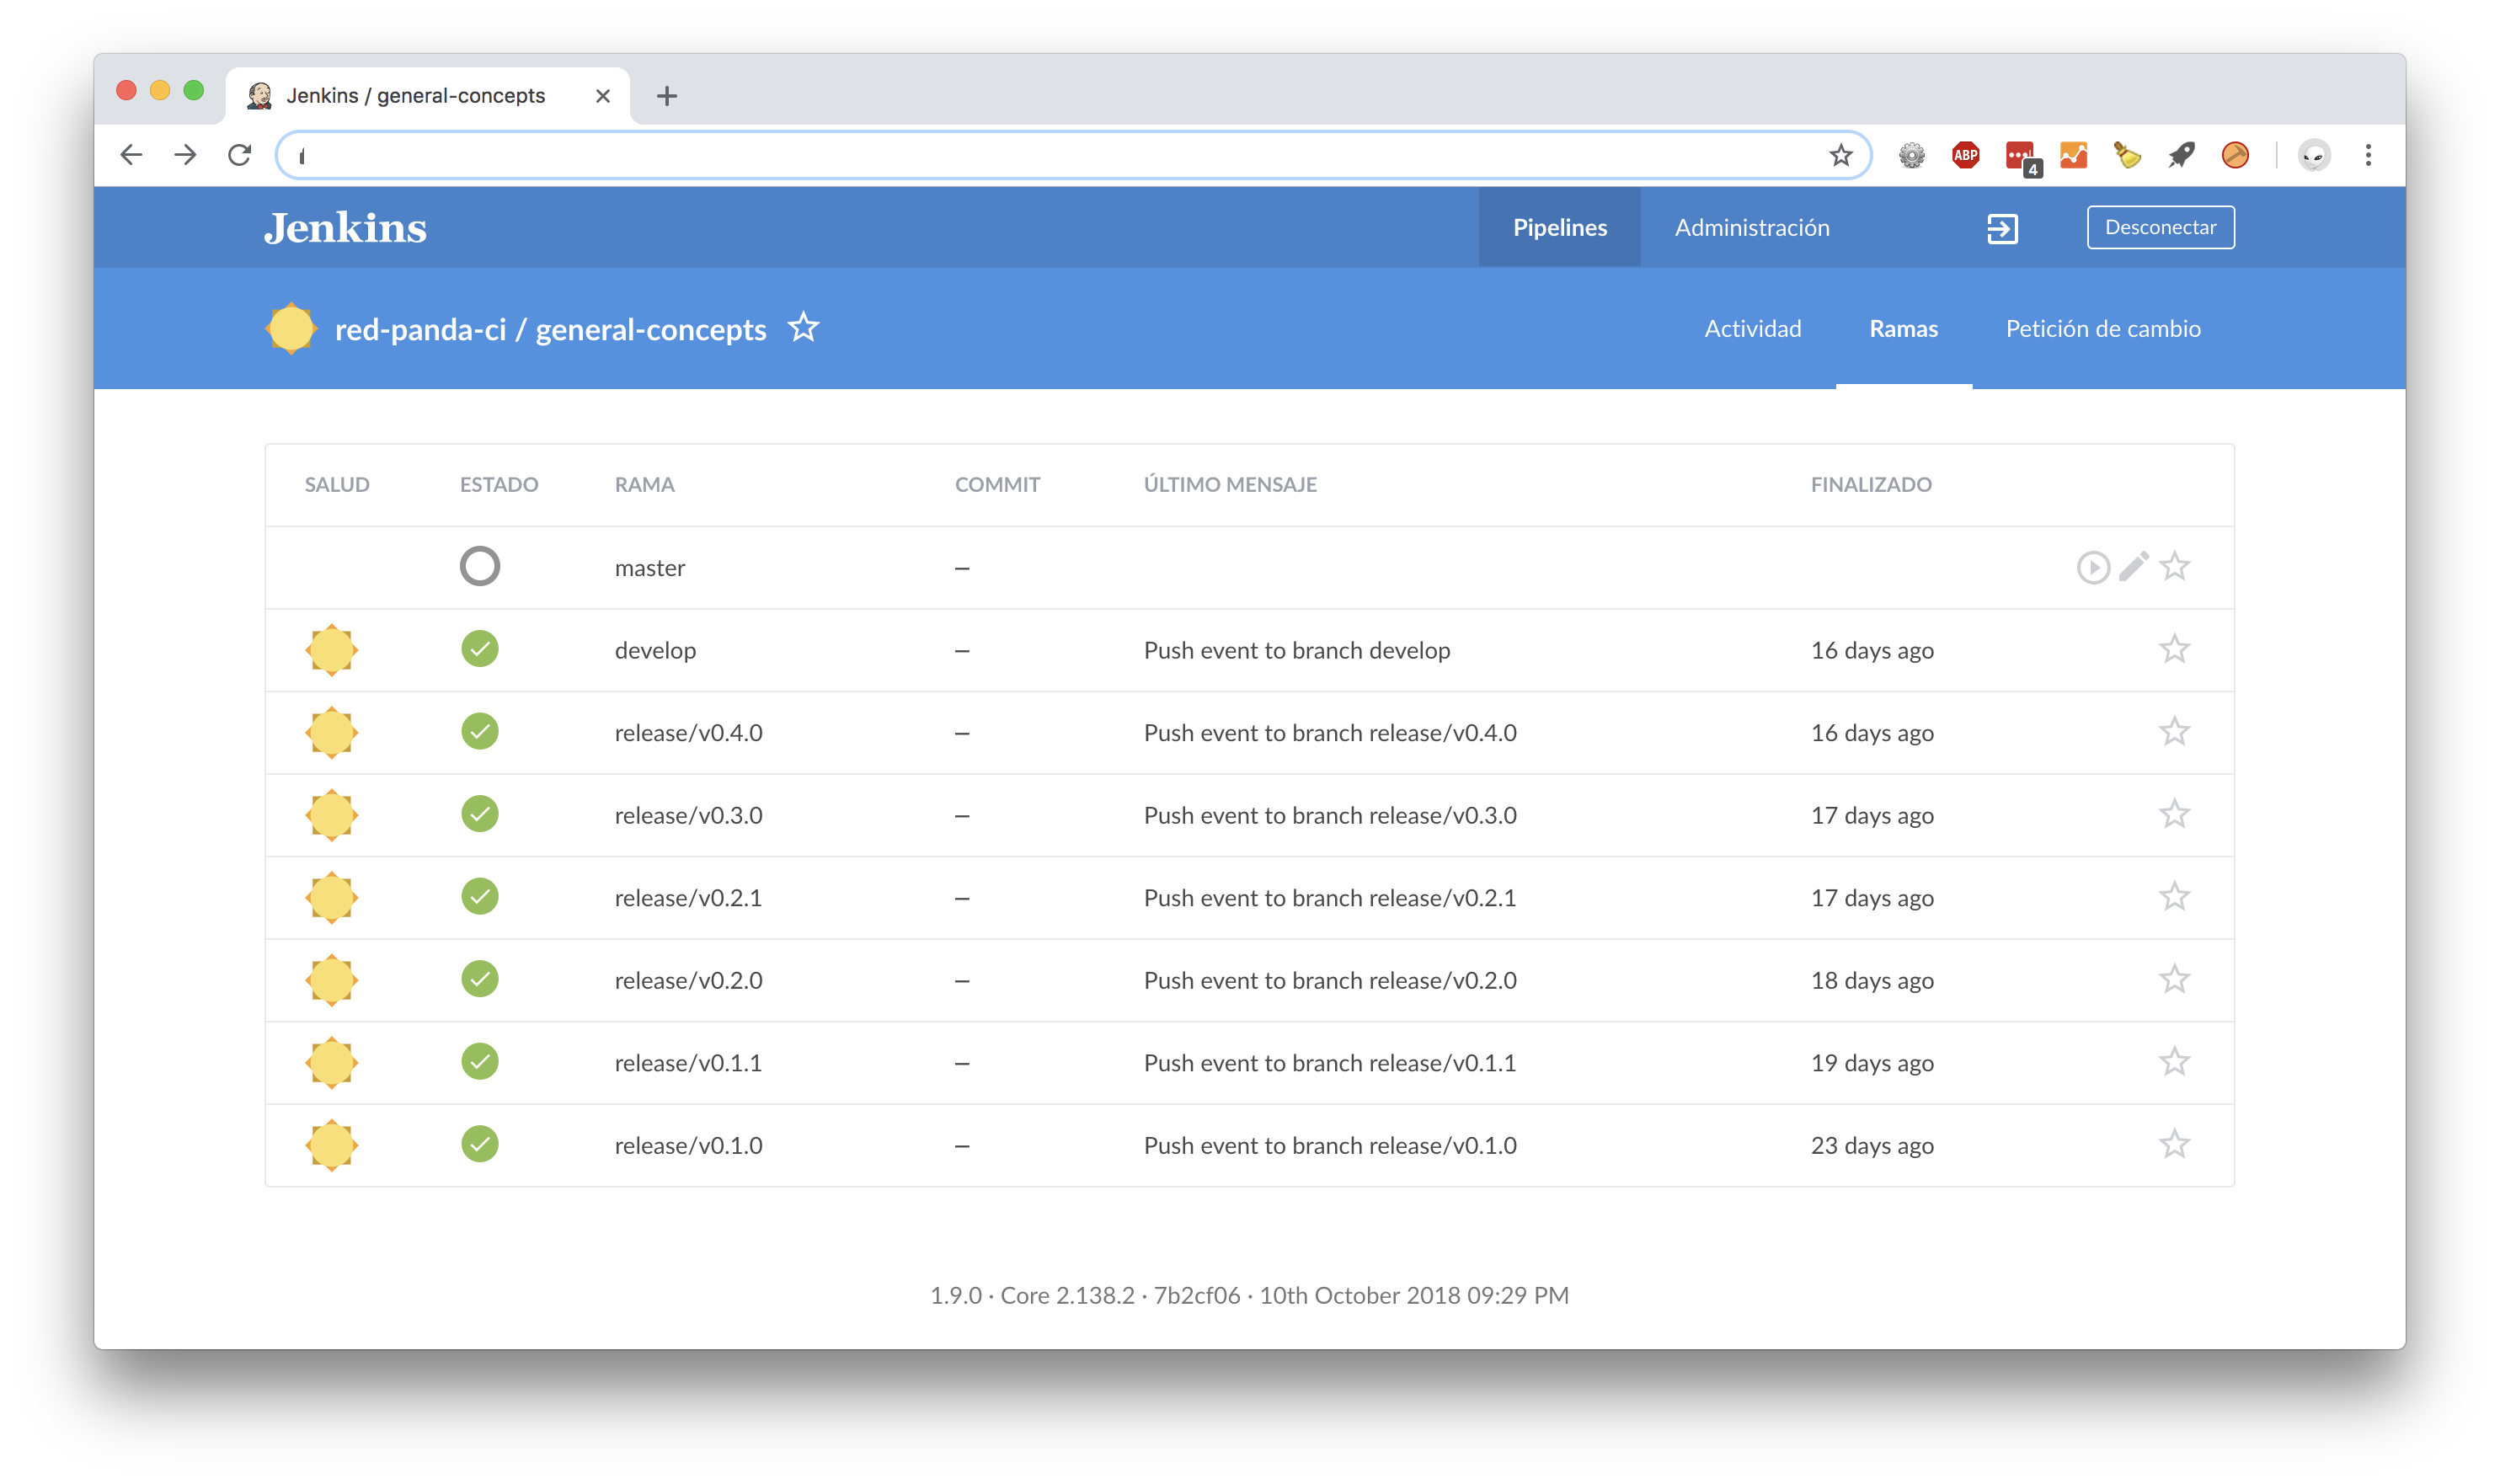 Jenkins / general-concepts
ABP
4
Jenkins
Pipelines Administración Desconectar
red-panda-ci / general-concepts Actividad Ramas Petición de cambio
SALUD ESTADO RAMA COMMIT ÚLTIMO MENSAJE FINALIZADO
master –
develop – Push event to branch develop 16 days ago
release/v0.4.0 – Push event to branch release/v0.4.0 16 days ago
release/v0.3.0 – Push event to branch release/v0.3.0 17 days ago
release/v0.2.1 – Push event to branch release/v0.2.1 17 days ago
release/v0.2.0 – Push event to branch release/v0.2.0 18 days ago
release/v0.1.1 – Push event to branch release/v0.1.1 19 days ago
release/v0.1.0 – Push event to branch release/v0.1.0 23 days ago
1.9.0 · Core 2.138.2 · 7b2cf06 · 10th October 2018 09:29 PM